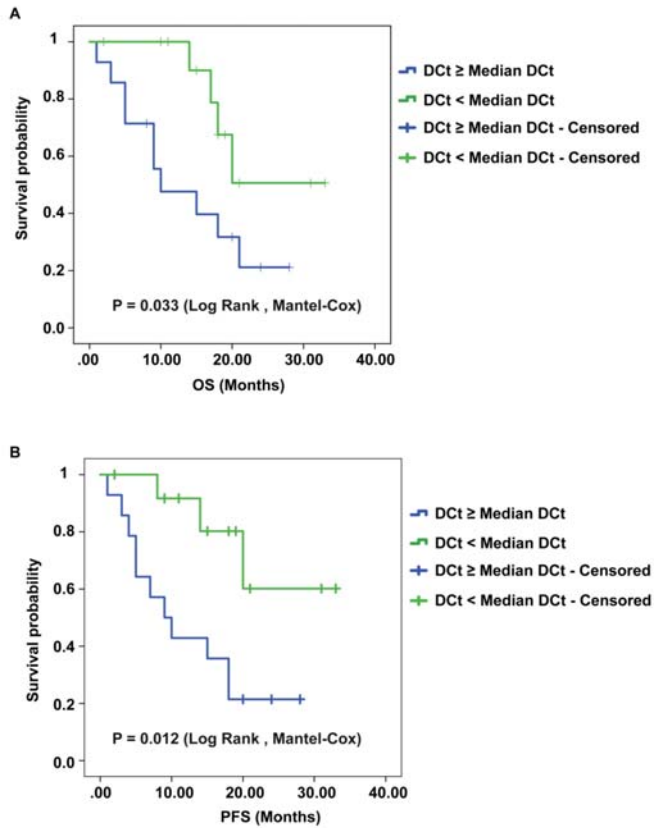 A
1
0.8
0.6
0.4
0.2
0.0
Survival probability
.00 10.00 20.00 30.00 40.00
OS (Months)
P = 0.033 (Log Rank , Mantel-Cox)
DCt ≥ Median DCt
DCt < Median DCt
DCt ≥ Median DCt - Censored
DCt < Median DCt - Censored
B
1
0.8
0.6
0.4
0.2
0.0
Survival probability
.00 10.00 20.00 30.00 40.00
PFS (Months)
P = 0.012 (Log Rank , Mantel-Cox)
DCt ≥ Median DCt
DCt < Median DCt
DCt ≥ Median DCt - Censored
DCt < Median DCt - Censored